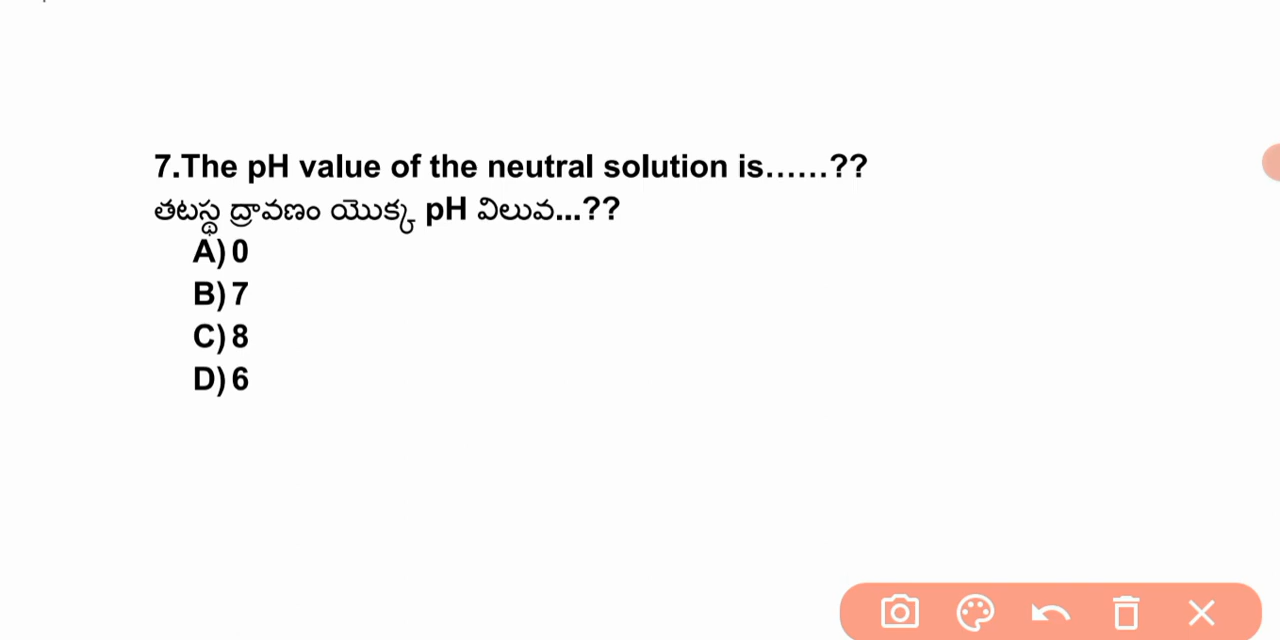 7.The pH value of the neutral solution is......??
తటస్థ ద్రావణం యొక్క pH విలువ...??
A) 0
B) 7
C) 8
D) 6